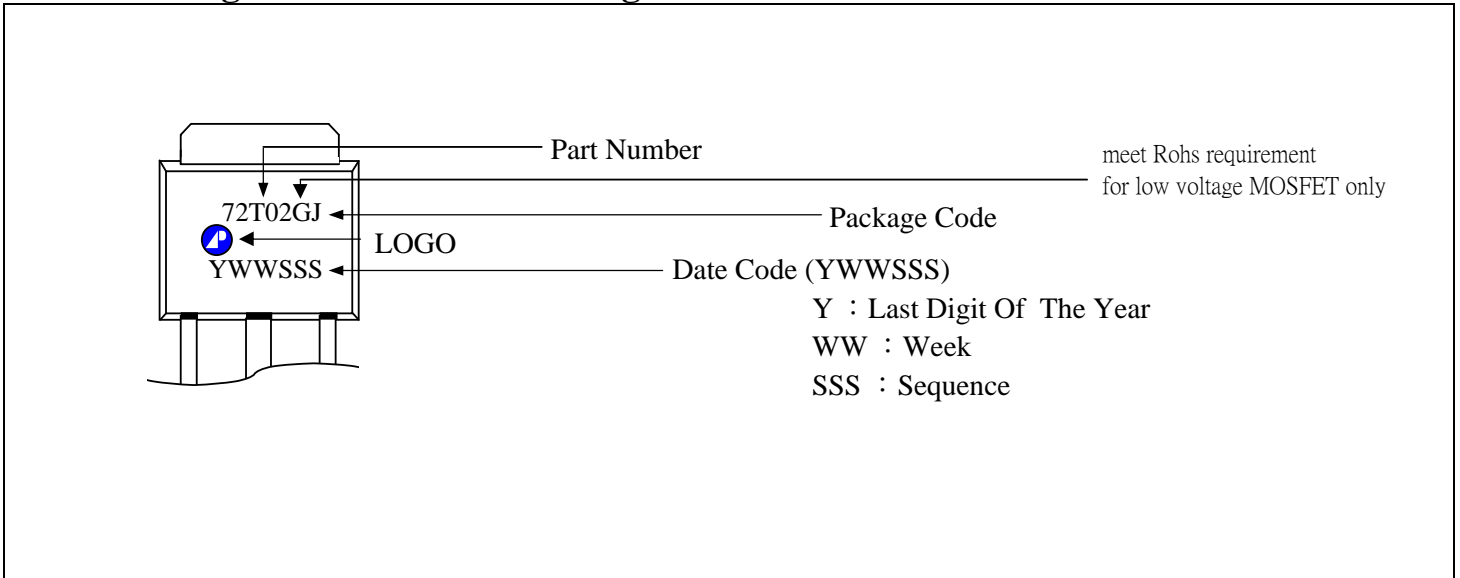 Part Number
meet Rohs requirement
for low voltage MOSFET only
72T02GJ
Package Code
LOGO
YWWSSS
Date Code (YWWSSS)
Y ：Last Digit Of The Year
WW ：Week
SSS ：Sequence